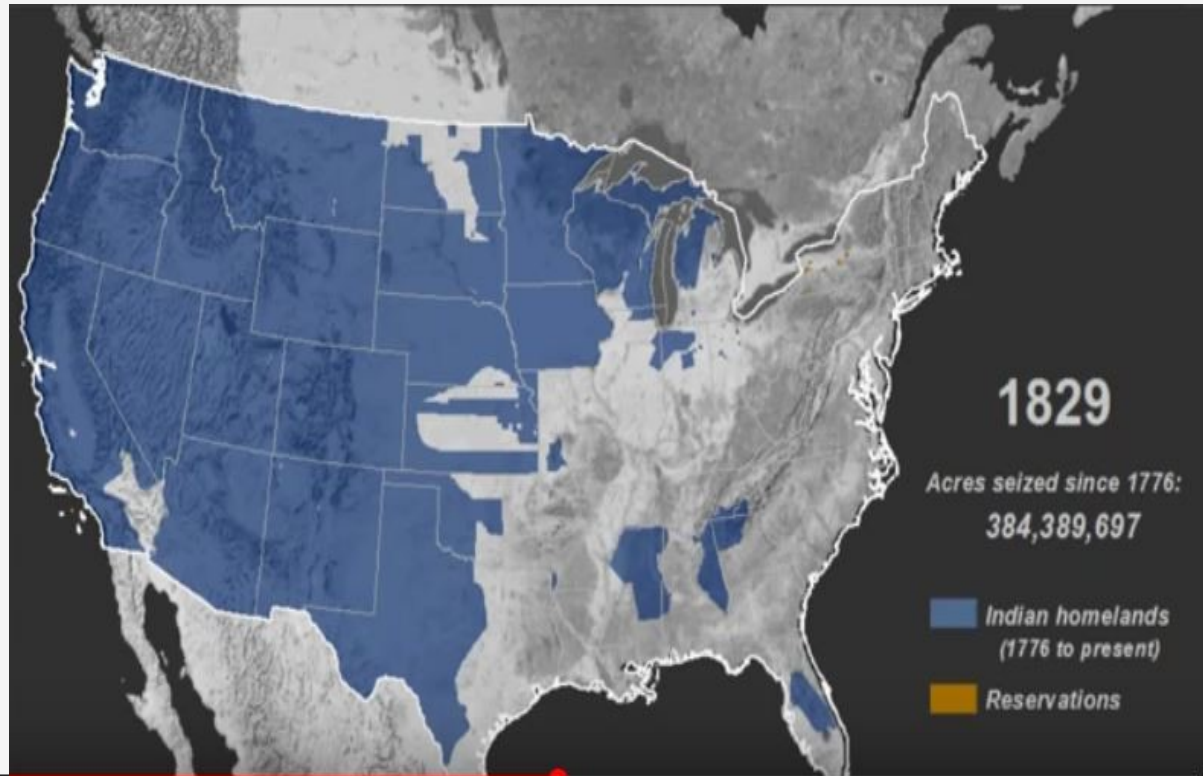 1829
Acres seized since 1776:
384,389,697
Indian homelands
(1776 to present)
Reservations